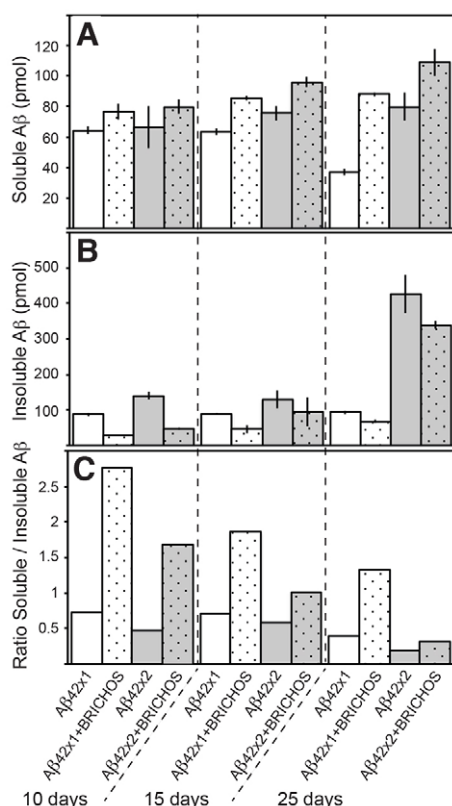 A
Soluble Aβ (pmol)
120
100
80
60
40
20
B
Insoluble Aβ (pmol)
500
400
300
200
100
C
Ratio Soluble / Insoluble Aβ
2.5
2
1.5
1
0.5
Aβ42x1
Aβ42x1+BRICHOS
Aβ42x2
Aβ42x2+BRICHOS
Aβ42x1
Aβ42x1+BRICHOS
Aβ42x2
Aβ42x2+BRICHOS
Aβ42x1
Aβ42x1+BRICHOS
Aβ42x2
Aβ42x2+BRICHOS
10 days
15 days
25 days